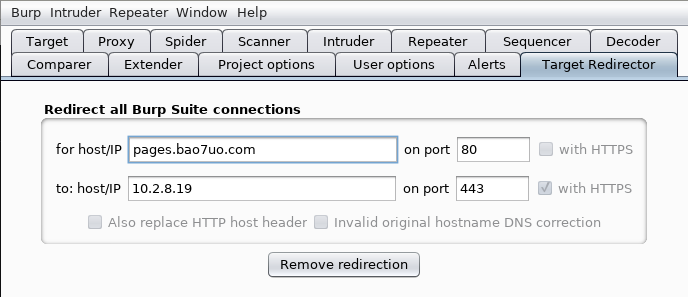 Burp Intruder Repeater Window Help
Target Proxy Spider Scanner Intruder Repeater Sequencer Decoder
Comparer Extender Project options User options Alerts Target Redirector
Redirect all Burp Suite connections
for host/IP pages.bao7uo.com on port 80 with HTTPS
to: host/IP 10.2.8.19 on port 443 with HTTPS
Also replace HTTP host header Invalid original hostname DNS correction
Remove redirection